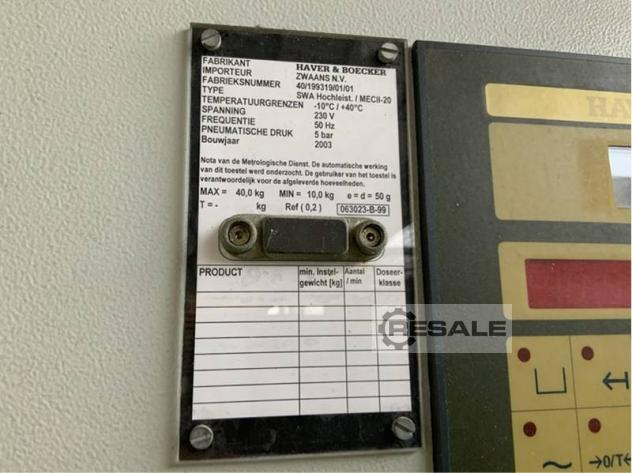 FABRIKANT HAVER & BOECKER
IMPORTEUR ZWAANS N.V.
FABRIEKSNUMMER 40/199319/01/01
TYPE SWA Hochleist. / MECII-20
TEMPERATUURGRENZEN -10°C / +40°C
SPANNING 230 V
FREQUENTIE 50 Hz
PNEUMATISCHE DRUK 5 bar
Bouwjaar 2003
Nota van de Metrologische Dienst. De automatische werking
van dit toestel werd onderzocht. De gebruiker van het toestel is
verantwoordelijk voor de afgeleverde hoeveelheden.
MAX = 40,0 kg MIN = 10,0 kg e = d = 50 g
T = - kg Ref ( 0,2 ) 063023-B-99
PRODUCT min. Instel- Aantal Doseer-
gewicht [kg] / min klasse
RESALE
HA
→0/T←